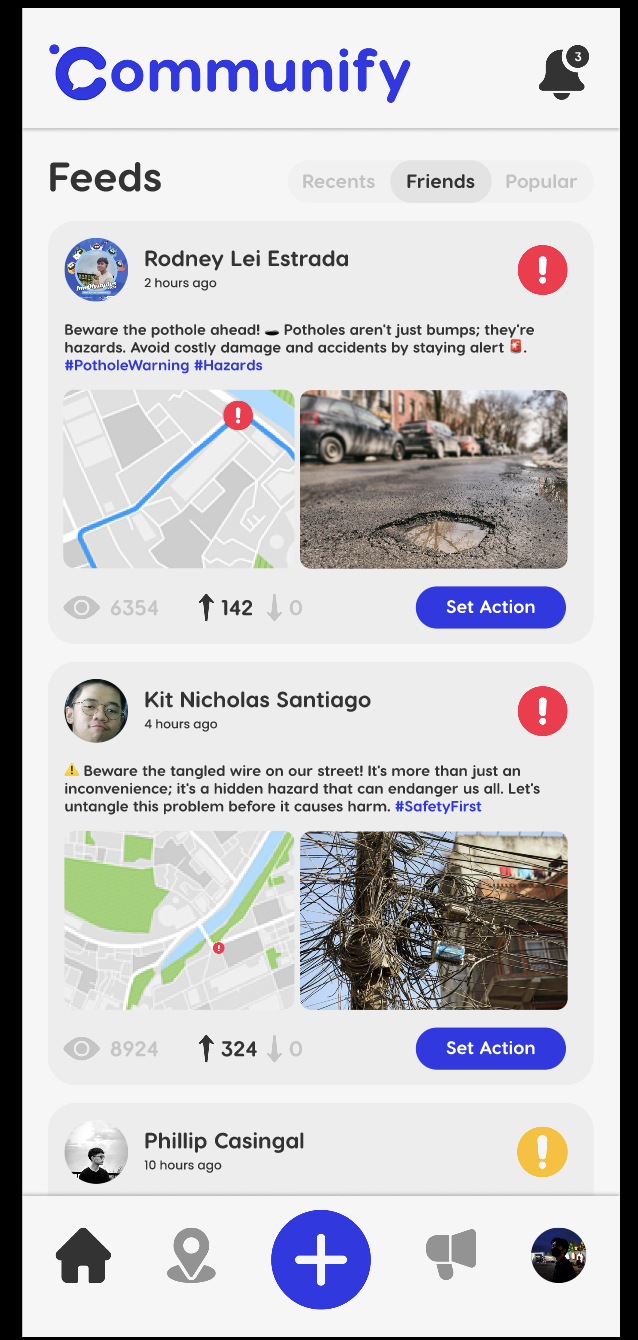 Communify
3
Feeds
Recents Friends Popular
Rodney Lei Estrada
2 hours ago
Beware the pothole ahead! 🕳️ Potholes aren't just bumps; they're
hazards. Avoid costly damage and accidents by staying alert 🚨.
#PotholeWarning #Hazards
6354 142 0 Set Action
Kit Nicholas Santiago
4 hours ago
⚠️ Beware the tangled wire on our street! It's more than just an
inconvenience; it's a hidden hazard that can endanger us all. Let's
untangle this problem before it causes harm. #SafetyFirst
8924 324 0 Set Action
Phillip Casingal
10 hours ago